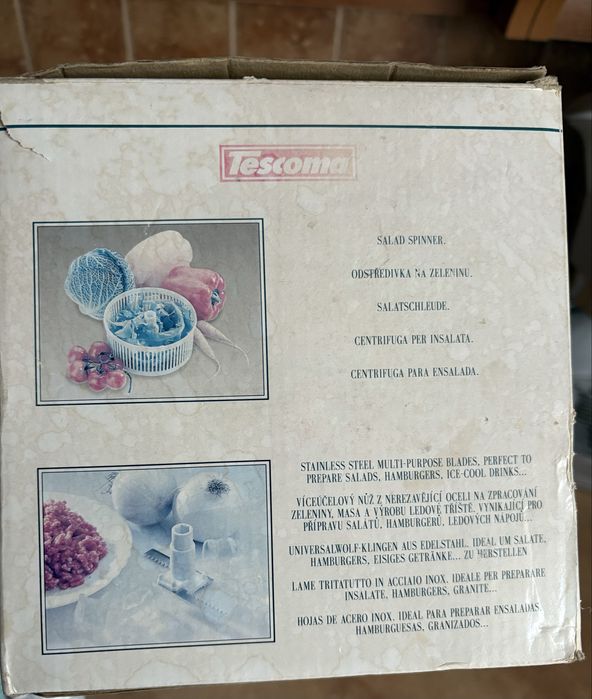 Tescoma
SALAD SPINNER.
ODSTŘEDIVKA NA ZELENINU.
SALATSCHLEUDE.
CENTRIFUGA PER INSALATA.
CENTRIFUGA PARA ENSALADA.
STAINLESS STEEL MULTI-PURPOSE BLADES, PERFECT TO
PREPARE SALADS, HAMBURGERS, ICE-COOL DRINKS...
VÍCEÚČELOVÝ NŮŽ Z NEREZAVĚJÍCÍ OCELI NA ZPRACOVÁNÍ
ZELENINY, MASA A VÝROBU LEDOVÉ TŘÍŠTĚ. VYNIKAJÍCÍ PRO
PŘÍPRAVU SALÁTŮ, HAMBURGERŮ, LEDOVÝCH NÁPOJŮ...
UNIVERSALWOLF-KLINGEN AUS EDELSTAHL. IDEAL UM SALATE,
HAMBURGERS, EISIGES GETRÄNKE... ZU HERSTELLEN
LAME TRITATUTTO IN ACCIAIO INOX. IDEALE PER PREPARARE
INSALATE, HAMBURGERS, GRANITE...
HOJAS DE ACERO INOX. IDEAL PARA PREPARAR ENSALADAS,
HAMBURGUESAS, GRANIZADOS...